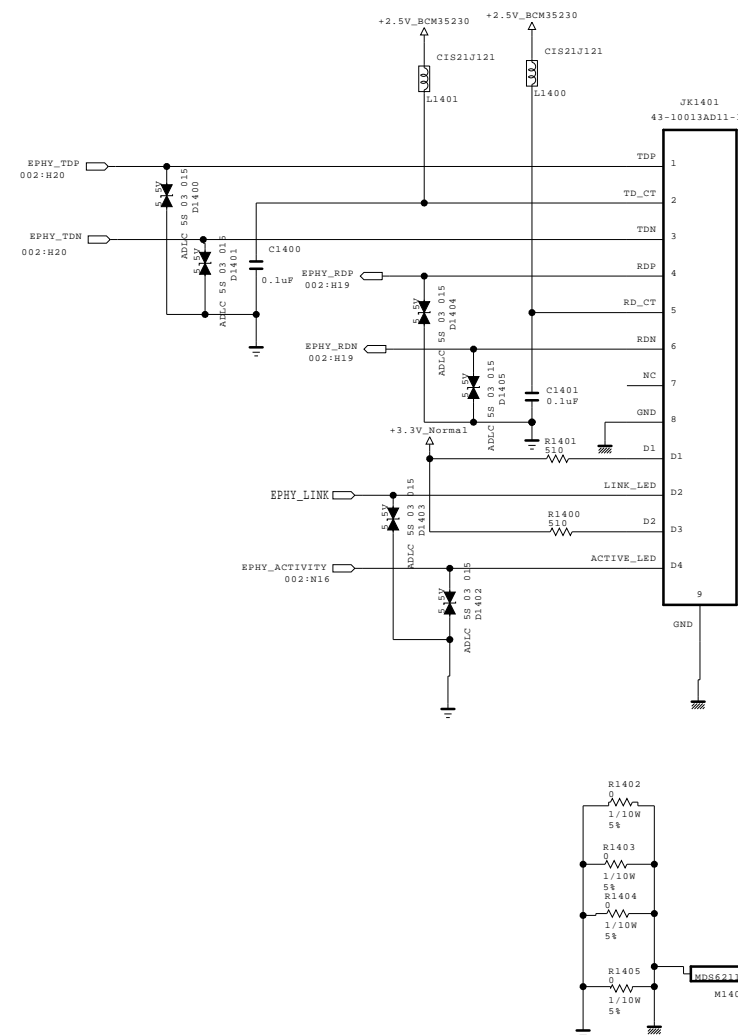 +2.5V_BCM35230
+2.5V_BCM35230
CIS21J121
L1401
CIS21J121
L1400
JK1401
43-10013AD11-
EPHY_TDP
002:H20
5.5V
ADLC 5S 03 015
D1400
TDP
1
TD_CT
2
EPHY_TDN
002:H20
5.5V
ADLC 5S 03 015
D1401
C1400
0.1uF
TDN
3
EPHY_RDP
002:H19
5.5V
ADLC 5S 03 015
D1404
RDP
4
RD_CT
5
EPHY_RDN
002:H19
5.5V
ADLC 5S 03 015
D1405
RDN
6
C1401
0.1uF
NC
7
GND
8
+3.3V_Normal
R1401
510
D1
D1
EPHY_LINK
5.5V
ADLC 5S 03 015
D1403
LINK_LED
D2
R1400
510
D2
D3
EPHY_ACTIVITY
002:N16
5.5V
ADLC 5S 03 015
D1402
ACTIVE_LED
D4
9
GND
R1402
0
1/10W
5%
R1403
0
1/10W
5%
R1404
0
1/10W
5%
R1405
0
1/10W
5%
MDS6211
M140